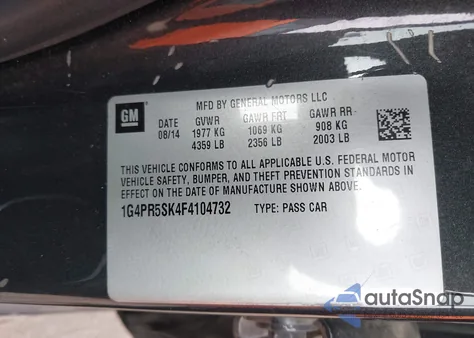 MFD BY GENERAL MOTORS LLC
GM
DATE GVWR GAWR FRT GAWR RR
08/14 1977 KG 1069 KG 908 KG
4359 LB 2356 LB 2003 LB
THIS VEHICLE CONFORMS TO ALL APPLICABLE U.S. FEDERAL MOTOR
VEHICLE SAFETY, BUMPER, AND THEFT PREVENTION STANDARDS
IN EFFECT ON THE DATE OF MANUFACTURE SHOWN ABOVE.
1G4PR5SK4F4104732 TYPE: PASS CAR
autaSnap